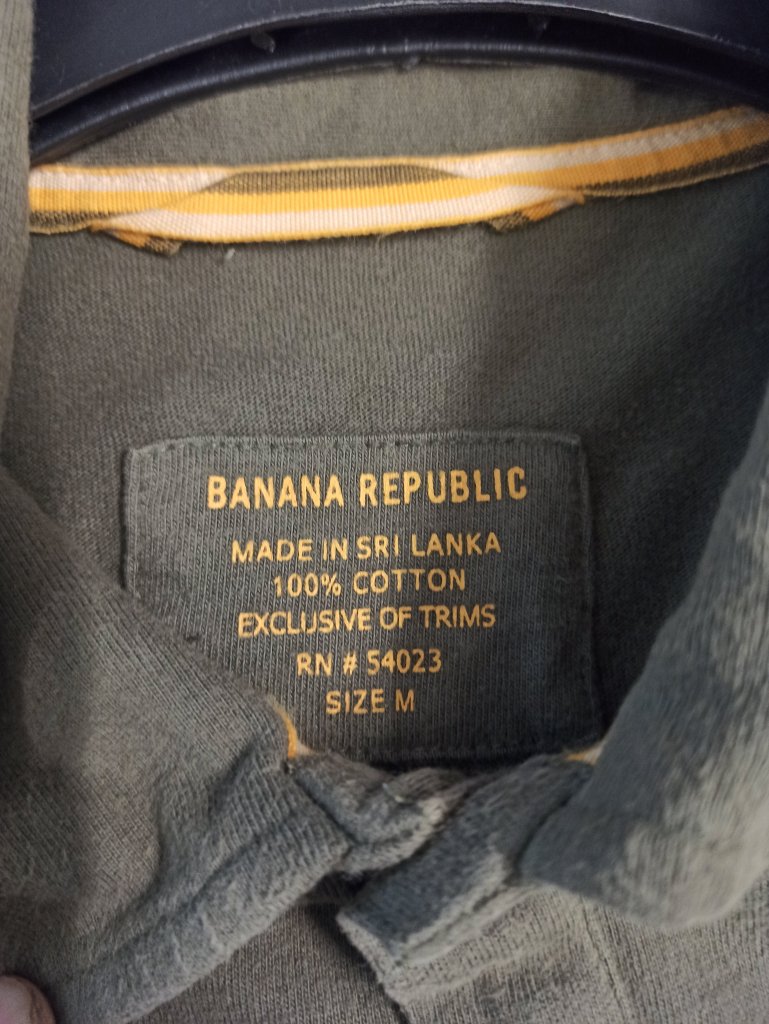 BANANA REPUBLIC
MADE IN SRI LANKA
100% COTTON
EXCLUSIVE OF TRIMS
RN # 54023
SIZE M